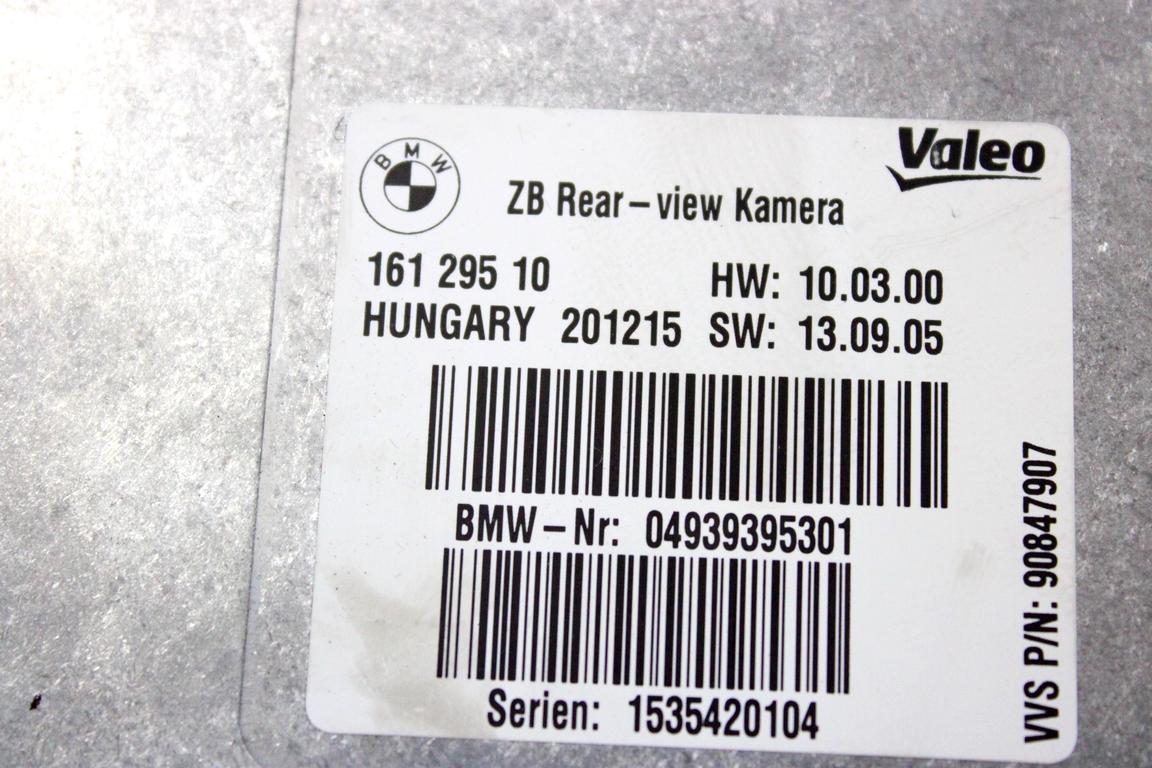 BMW
Valeo
ZB Rear-view Kamera
161 295 10 HW: 10.03.00
HUNGARY 201215 SW: 13.09.05
BMW-Nr: 04939395301
Serien: 1535420104
VVS P/N: 90847907